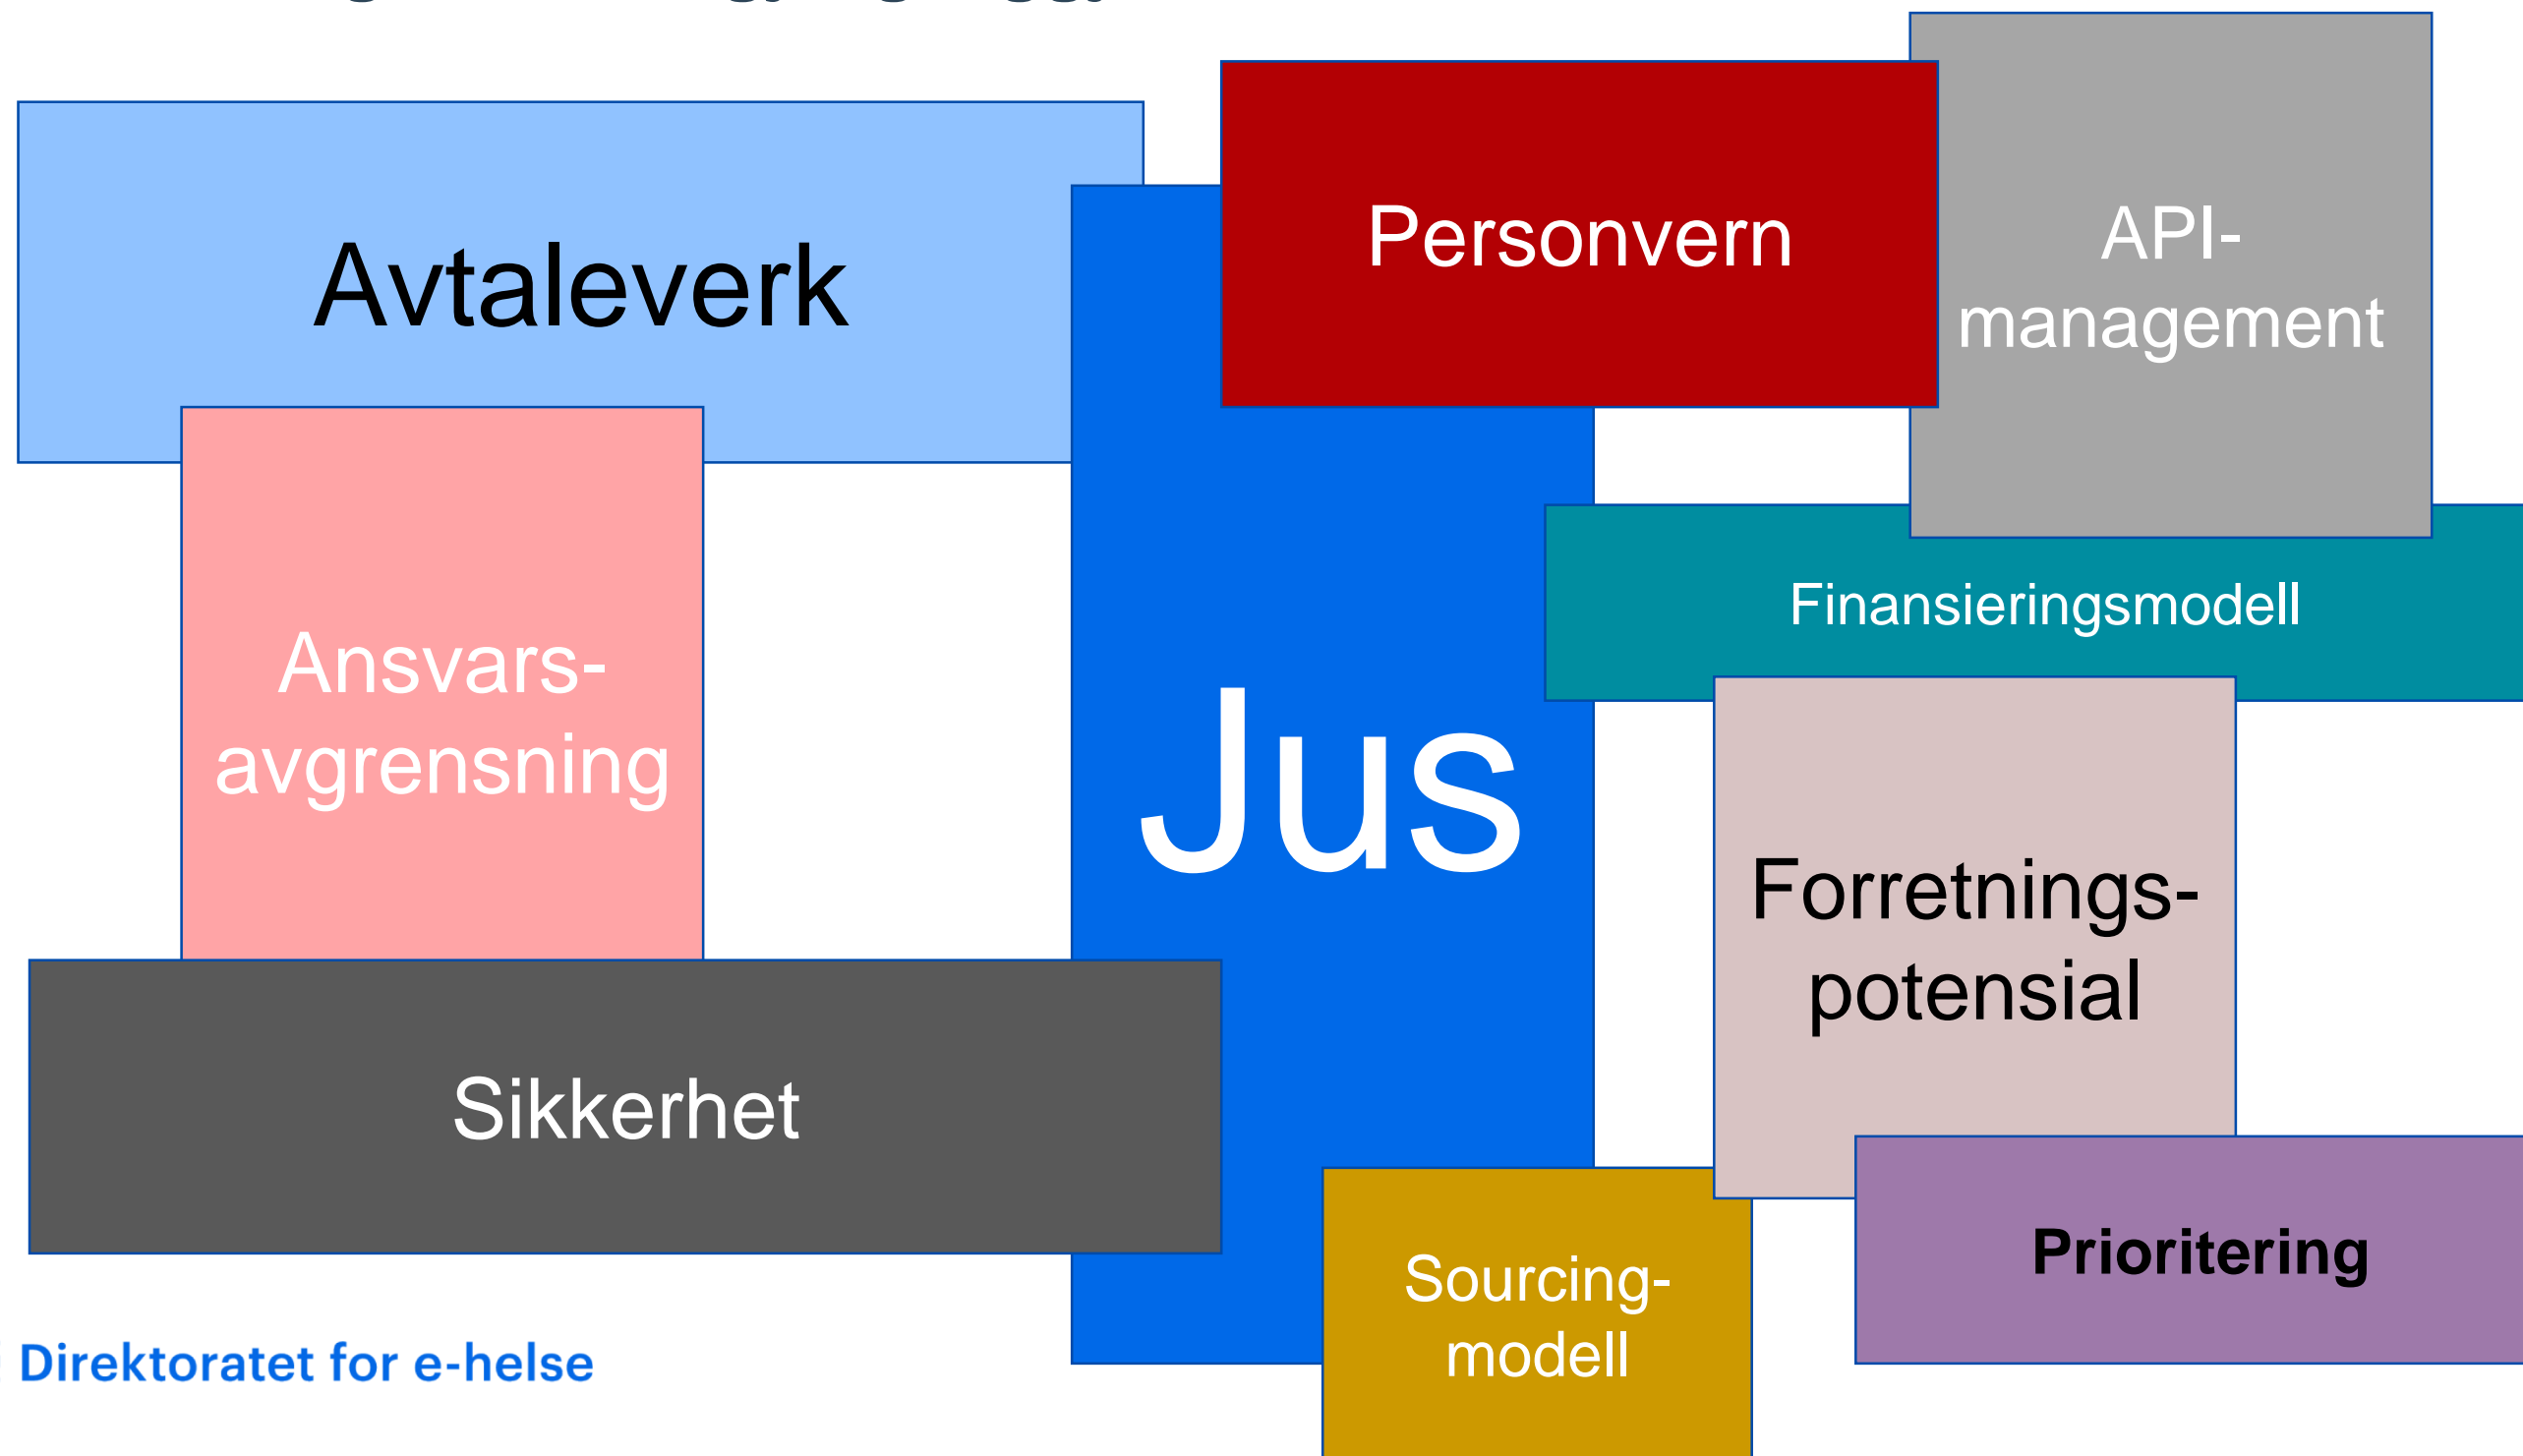 Avtaleverk
Personvern
API-
management
Ansvars-
avgrensning
Jus
Finansieringsmodell
Forretnings-
potensial
Sikkerhet
Sourcing-
modell
Prioritering
Direktoratet for e-helse